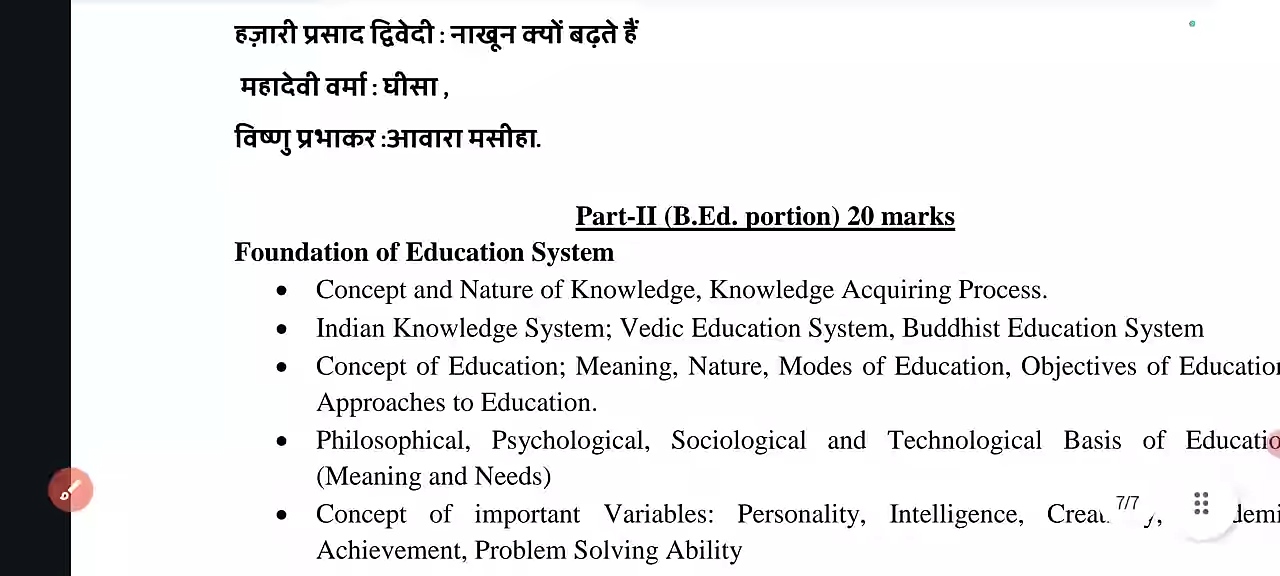 हज़ारी प्रसाद द्विवेदी : नाखून क्यों बढ़ते हैं
महादेवी वर्मा : घीसा ,
विष्णु प्रभाकर :आवारा मसीहा.
Part-II (B.Ed. portion) 20 marks
Foundation of Education System
• Concept and Nature of Knowledge, Knowledge Acquiring Process.
• Indian Knowledge System; Vedic Education System, Buddhist Education System
• Concept of Education; Meaning, Nature, Modes of Education, Objectives of
Approaches to Education.
• Philosophical, Psychological, Sociological and Technological Basis of
(Meaning and Needs)
• Concept of important Variables: Personality, Intelligence,
7/7
Achievement, Problem Solving Ability